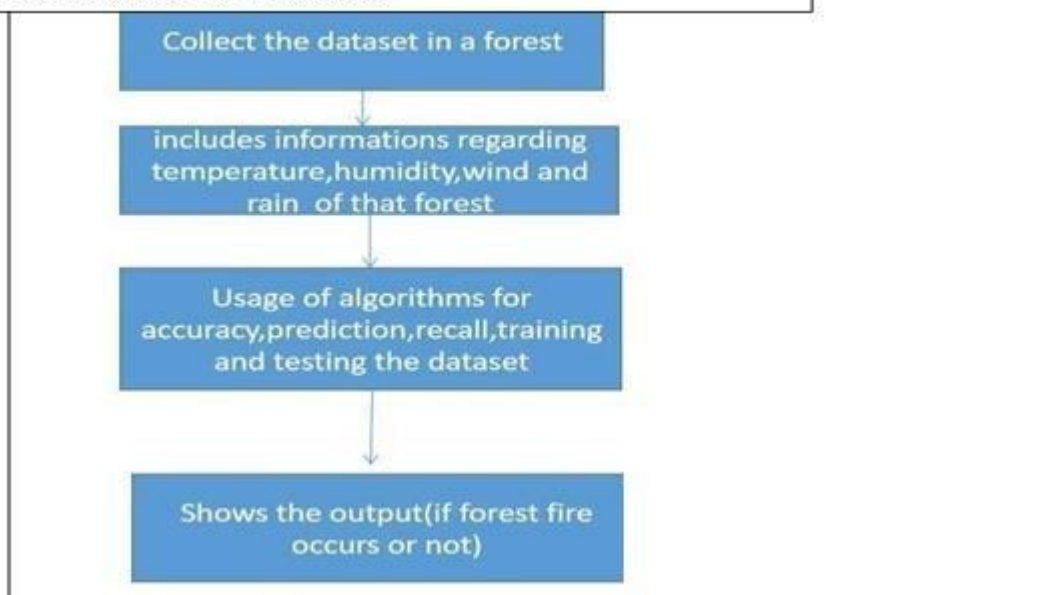 Collect the dataset in a forest
includes informations regarding
temperature,humidity,wind and
rain of that forest
Usage of algorithms for
accuracy,prediction,recall,training
and testing the dataset
Shows the output(if forest fire
occurs or not)